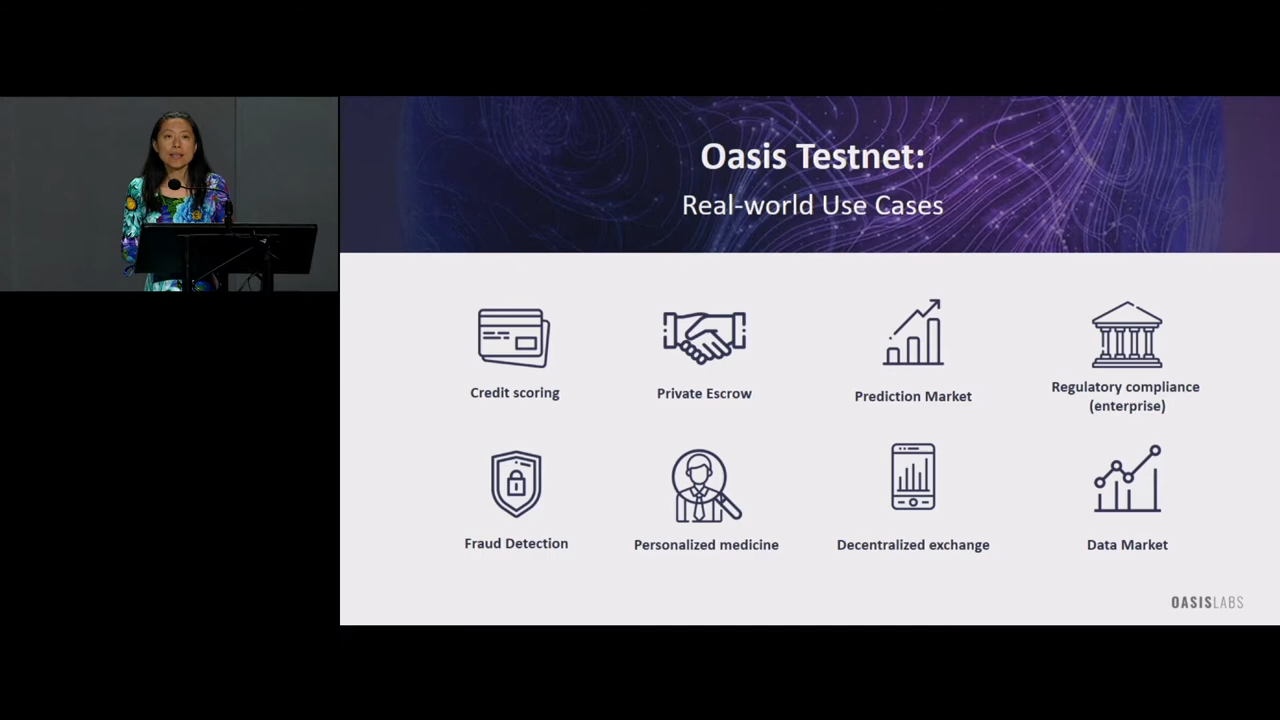 Oasis Testnet:
Real-world Use Cases
Credit scoring
Private Escrow
Prediction Market
Regulatory compliance
(enterprise)
Fraud Detection
Personalized medicine
Decentralized exchange
Data Market
OASISLABS